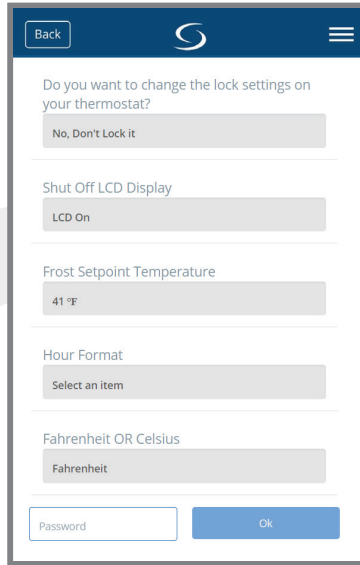 Back
Do you want to change the lock settings on
your thermostat?
No, Don't Lock it
Shut Off LCD Display
LCD On
Frost Setpoint Temperature
41 °F
Hour Format
Select an item
Fahrenheit OR Celsius
Fahrenheit
Password
Ok